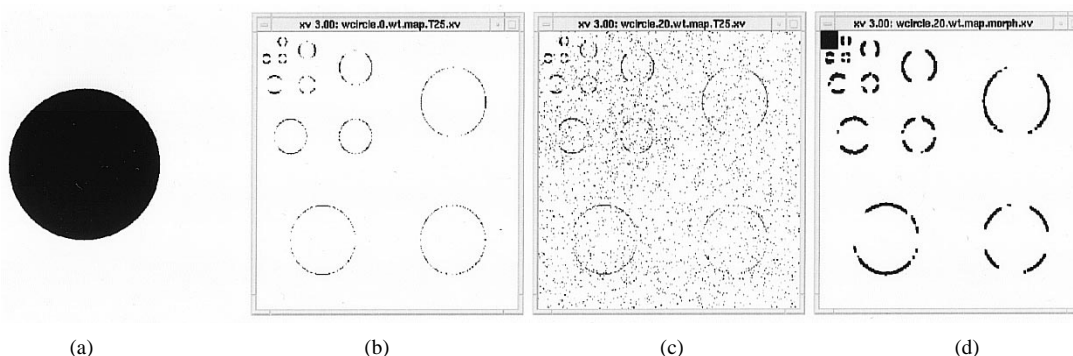 xv 3.00: wcircle.0.wt.map.T25.xv
xv 3.00: wcircle.20.wt.map.T25.xv
xv 3.00: wcircle.20.wt.map.morph.xv
(a)
(b)
(c)
(d)